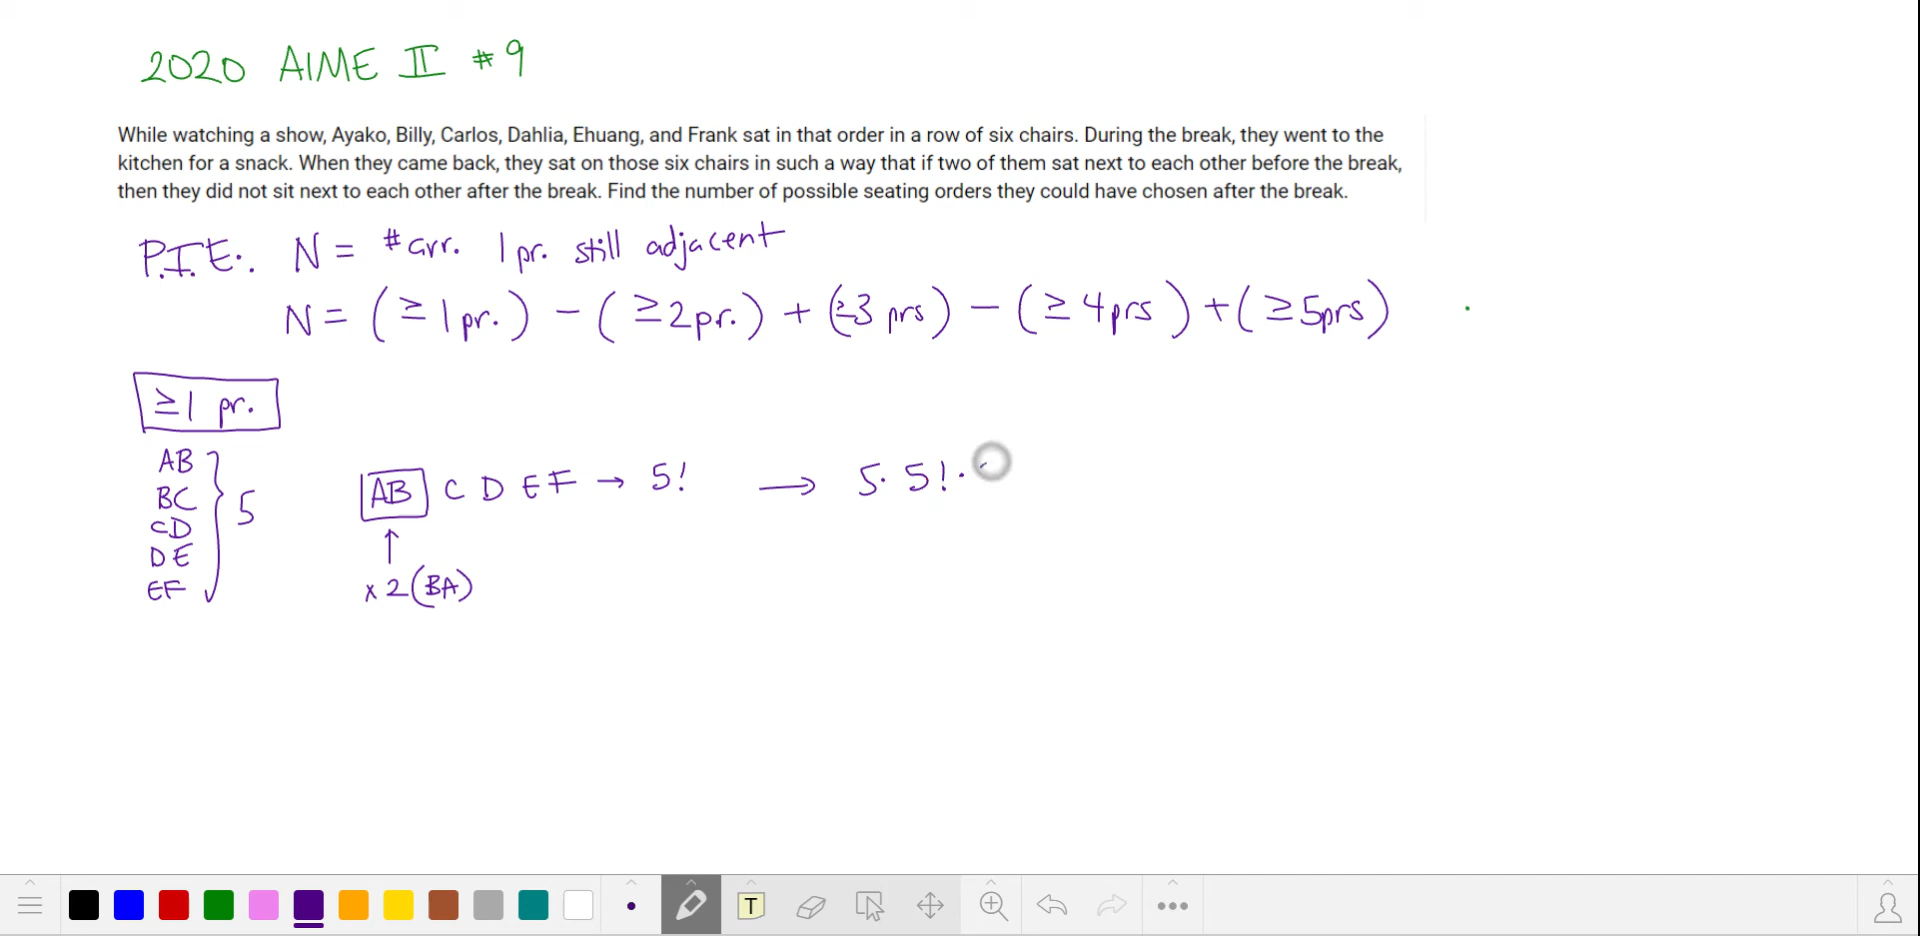 2020 AIME II #9
While watching a show, Ayako, Billy, Carlos, Dahlia, Ehuang, and Frank sat in that order in a row of six chairs. During the break, they went to the
kitchen for a snack. When they came back, they sat on those six chairs in such a way that if two of them sat next to each other before the break,
then they did not sit next to each other after the break. Find the number of possible seating orders they could have chosen after the break.
P.I.E.: N = # arr. 1 pr. still adjacent
N = (≥ 1 pr.) - (≥ 2 pr.) + (≥3 prs) - (≥ 4 prs) + (≥ 5 prs)
≥ 1 pr.
AB
BC
CD
DE
EF
5
AB C D E F → 5! → 5 · 5! ·
↑
x 2 (BA)
T